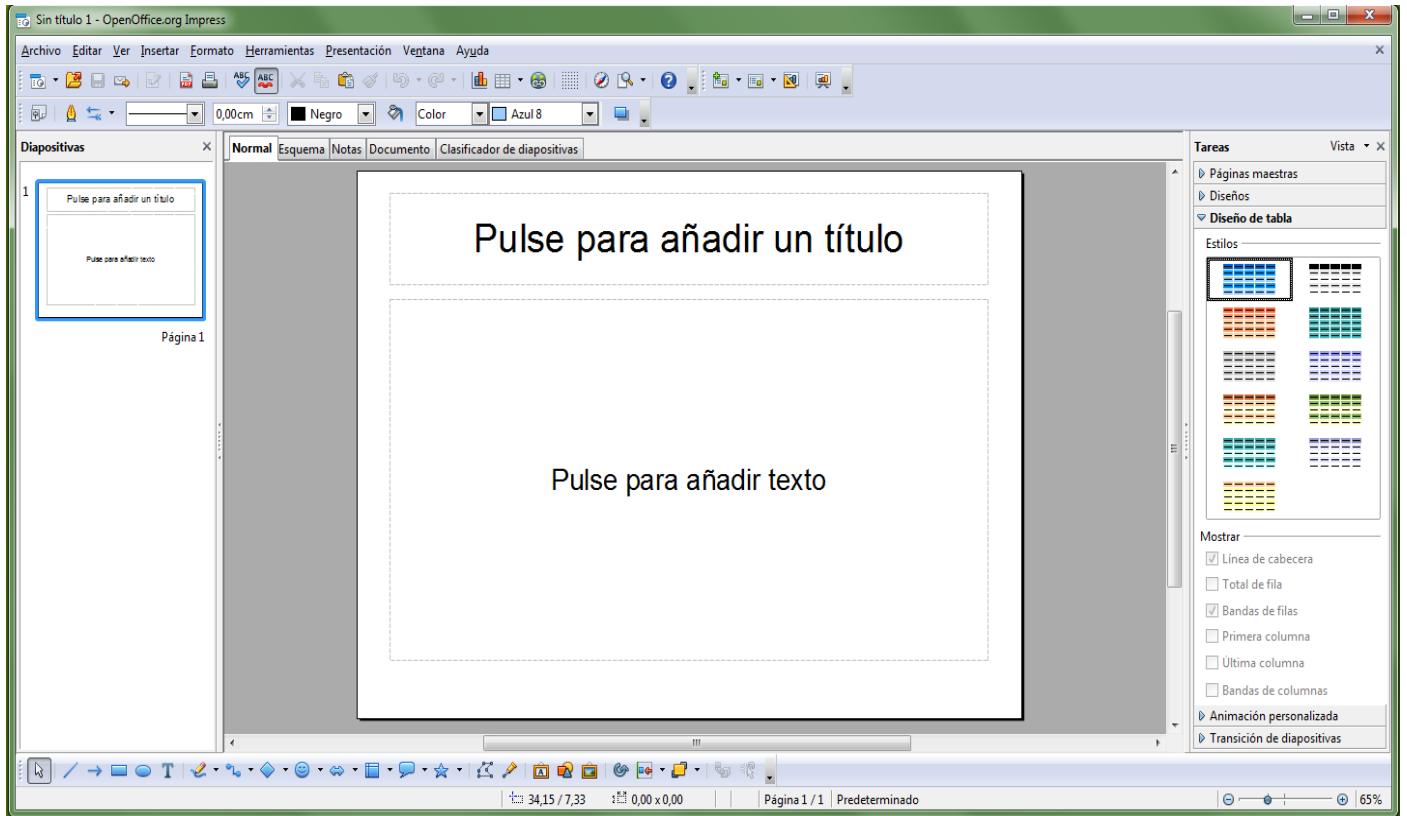 Sin título 1 - OpenOffice.org Impress
Archivo Editar Ver Insertar Formato Herramientas Presentación Ventana Ayuda
ABC ABC
0,00cm Negro Color Azul 8
Diapositivas
Normal Esquema Notas Documento Clasificador de diapositivas
Tareas Vista
1
Pulse para añadir un título
Pulse para añadir texto
Página 1
Pulse para añadir un título
Pulse para añadir texto
Páginas maestras
Diseños
Diseño de tabla
Estilos
Mostrar
Línea de cabecera
Total de fila
Bandas de filas
Primera columna
Última columna
Bandas de columnas
Animación personalizada
Transición de diapositivas
T
34,15 / 7,33 0,00 x 0,00 Página 1 / 1 Predeterminado 65%